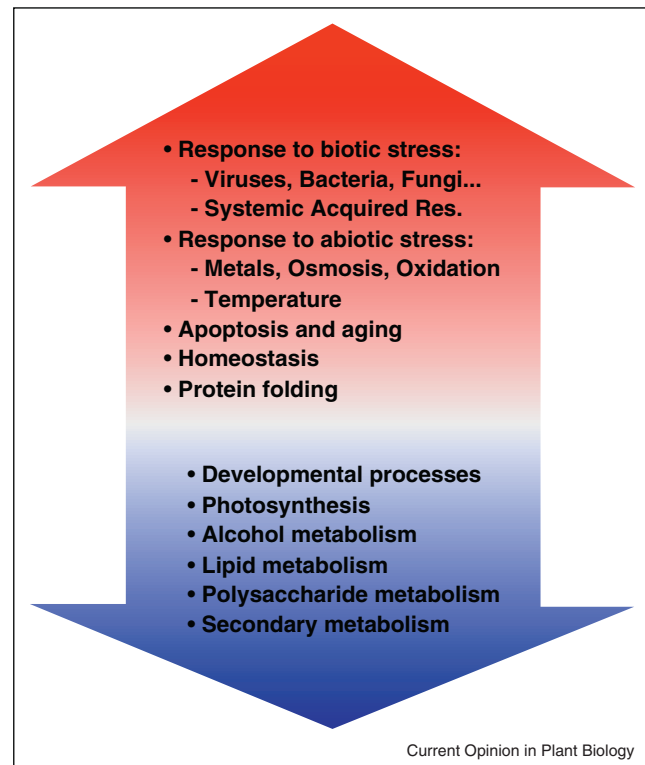 • Response to biotic stress:
- Viruses, Bacteria, Fungi...
- Systemic Acquired Res.
• Response to abiotic stress:
- Metals, Osmosis, Oxidation
- Temperature
• Apoptosis and aging
• Homeostasis
• Protein folding
• Developmental processes
• Photosynthesis
• Alcohol metabolism
• Lipid metabolism
• Polysaccharide metabolism
• Secondary metabolism
Current Opinion in Plant Biology